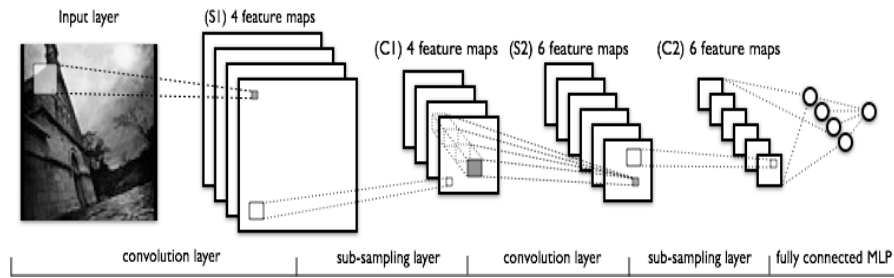 Input layer
(S1) 4 feature maps
(C1) 4 feature maps
(S2) 6 feature maps
(C2) 6 feature maps
convolution layer
sub-sampling layer
convolution layer
sub-sampling layer
fully connected MLP